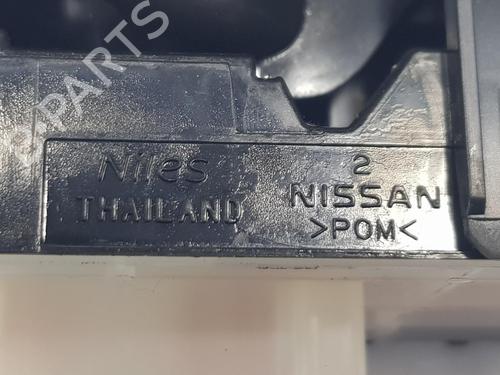 B-PARTS
Niles
THAILAND
2
NISSAN
>POM<